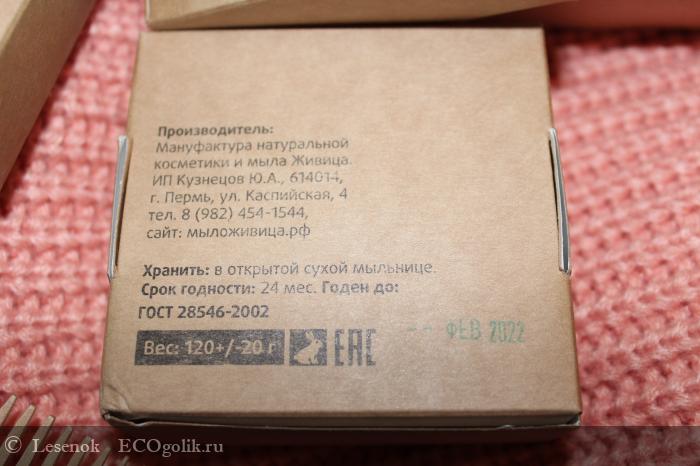 Производитель:
Мануфактура натуральной
косметики и мыла Живица.
ИП Кузнецов Ю.А., 614014,
г. Пермь, ул. Каспийская, 4
тел. 8 (982) 454-1544,
сайт: мыложивица.рф
Хранить: в открытой сухой мыльнице.
Срок годности: 24 мес. Годен до:
ГОСТ 28546-2002
-- ФЕВ 2022
Вес: 120+/-20 г
EAC
© Lesenok - ECOgolik.ru